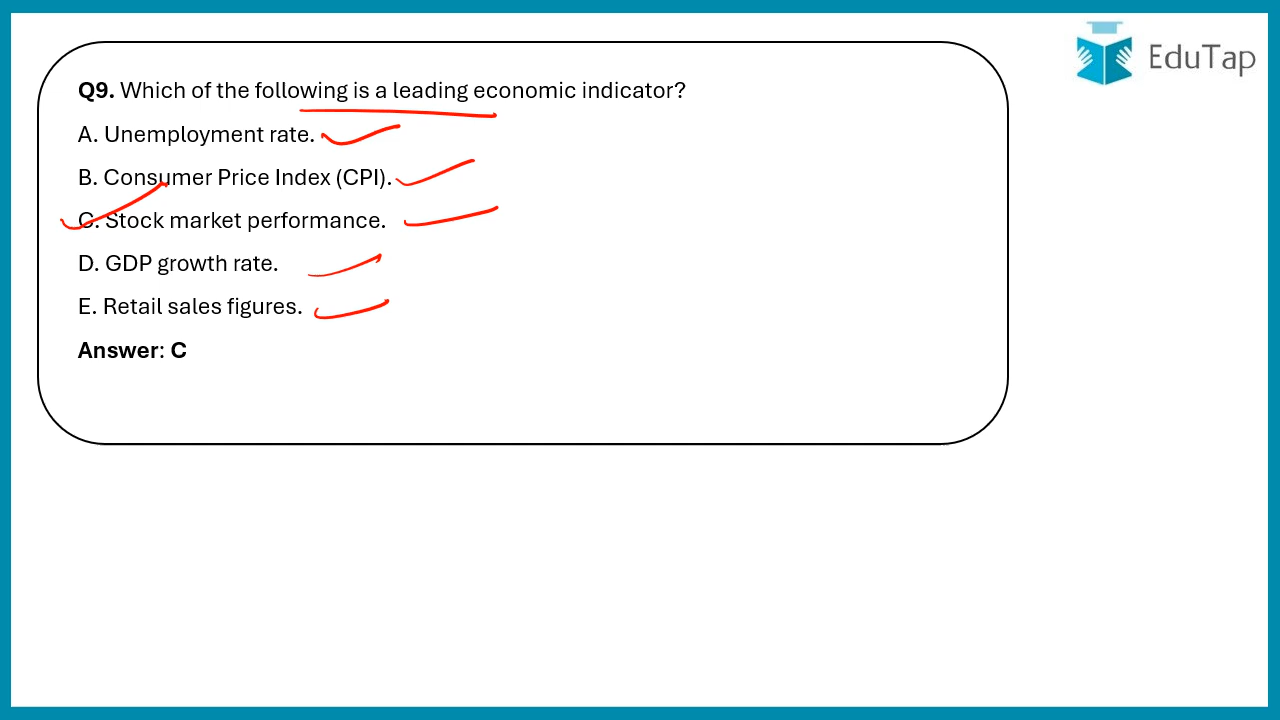 EduTap
Q9. Which of the following is a leading economic indicator?
A. Unemployment rate.
B. Consumer Price Index (CPI).
C. Stock market performance.
D. GDP growth rate.
E. Retail sales figures.
Answer: C